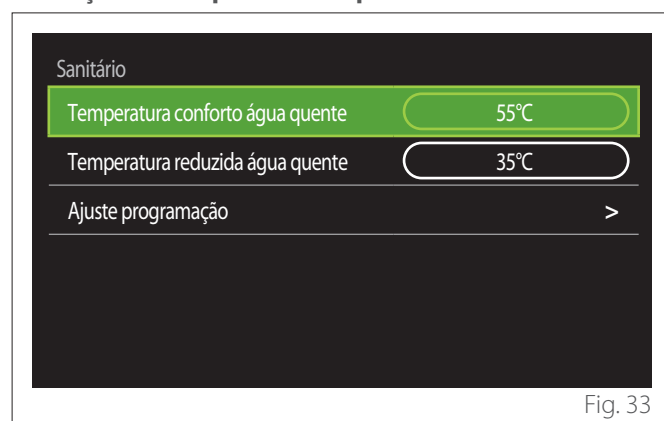 Sanitário
Temperatura conforto água quente 55°C
Temperatura reduzida água quente 35°C
Ajuste programação >
Fig. 33